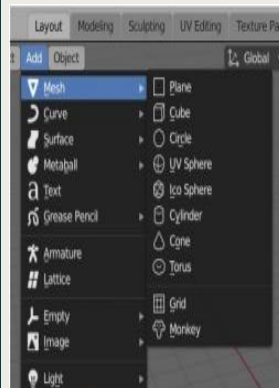 Layout Modeling Sculpting UV Editing Texture Pa
Add Object Global
Mesh
Curve
Surface
Metaball
Text
Grease Pencil
Armature
Lattice
Empty
Image
Light
Plane
Cube
Circle
UV Sphere
Ico Sphere
Cylinder
Cone
Torus
Grid
Monkey